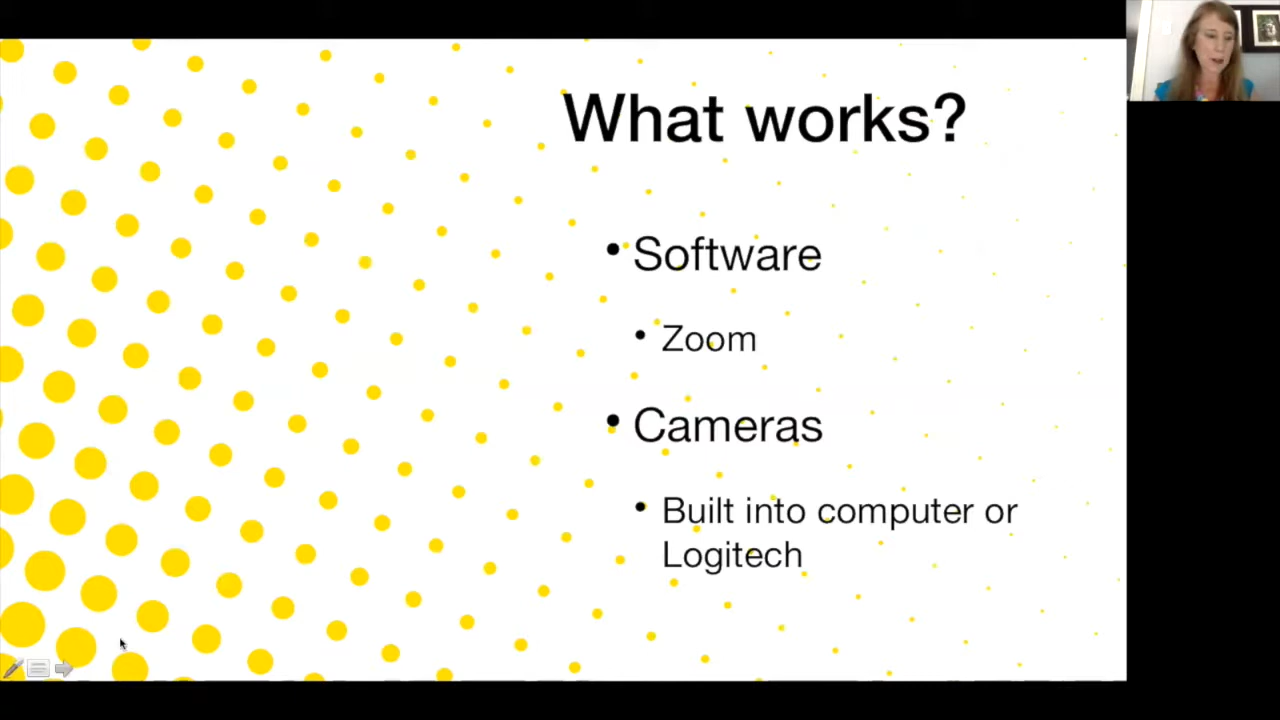 What works?
• Software
• Zoom
• Cameras
• Built into computer or
Logitech